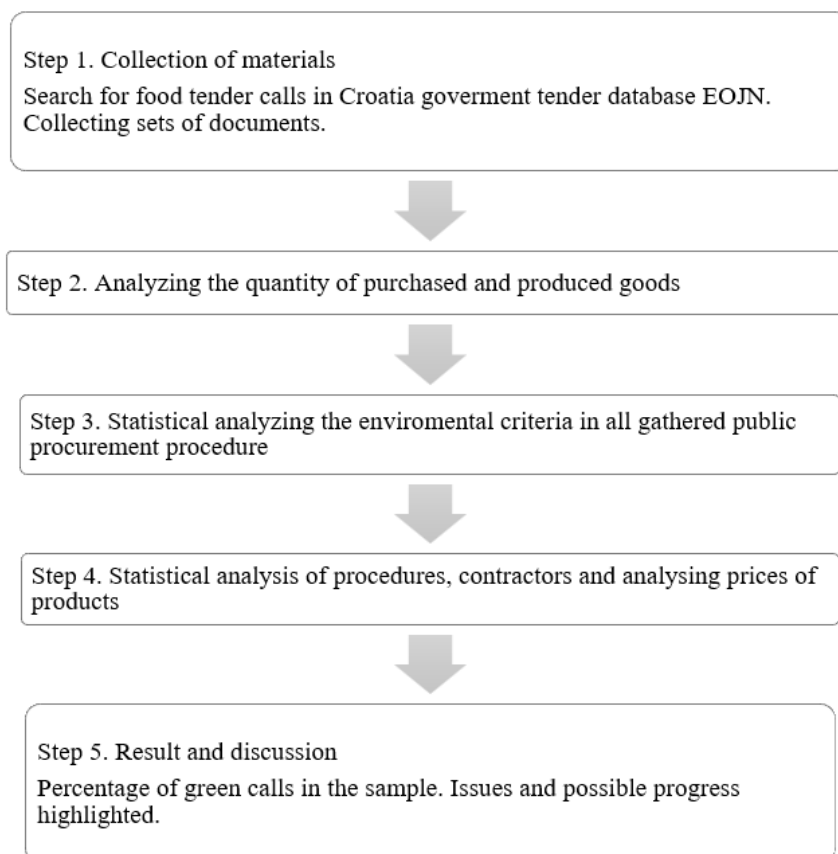 Step 1. Collection of materials
Search for food tender calls in Croatia goverment tender database EOJN.
Collecting sets of documents.
Step 2. Analyzing the quantity of purchased and produced goods
Step 3. Statistical analyzing the enviromental criteria in all gathered public
procurement procedure
Step 4. Statistical analysis of procedures, contractors and analysing prices of
products
Step 5. Result and discussion
Percentage of green calls in the sample. Issues and possible progress
highlighted.